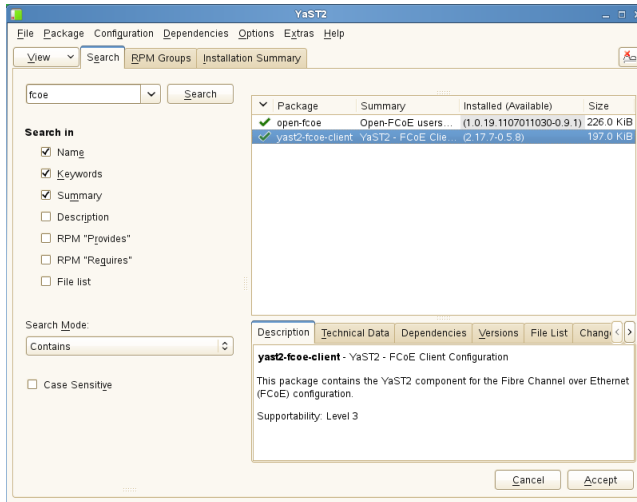 YaST2
File Package Configuration Dependencies Options Extras Help
View Search RPM Groups Installation Summary
fcoe Search
Package Summary Installed (Available) Size
open-fcoe Open-FCoE users... (1.0.19.1107011030-0.9.1) 226.0 KiB
yast2-fcoe-client YaST2 - FCoE Clie... (2.17.7-0.5.8) 197.0 KiB
Search in
Name
Keywords
Summary
Description
RPM "Provides"
RPM "Requires"
File list
Search Mode:
Contains
Case Sensitive
Description Technical Data Dependencies Versions File List
yast2-fcoe-client - YaST2 - FCoE Client Configuration
This package contains the YaST2 component for the Fibre Channel over Ethernet
(FCoE) configuration.
Supportability: Level 3
Cancel Accept